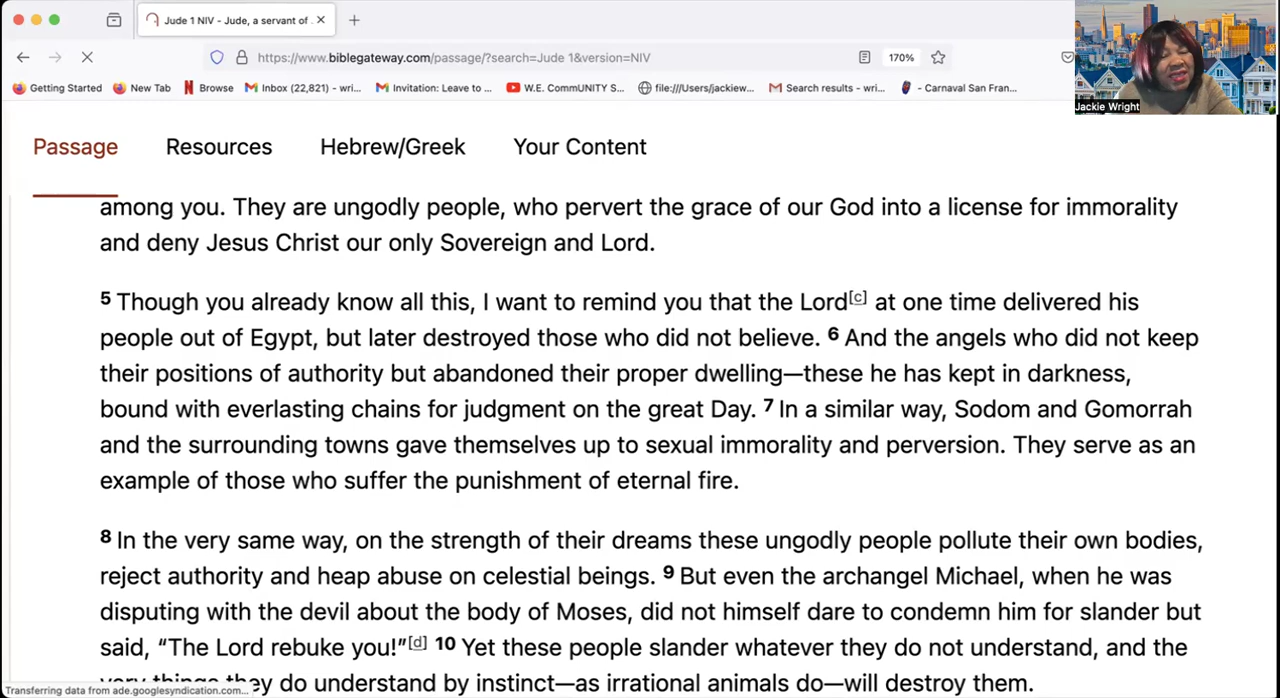 Jude 1 NIV - Jude, a servant of
https://www.biblegateway.com/passage/?search=Jude 1&version=NIV
170%
Getting Started
New Tab
Browse
Inbox (22,821) - wri...
Invitation: Leave to ...
W.E. CommUNITY S...
file:///Users/jackiew...
Search results - wri...
- Carnaval San Fran...
Jackie Wright
Passage
Resources
Hebrew/Greek
Your Content
among you. They are ungodly people, who pervert the grace of our God into a license for immorality
and deny Jesus Christ our only Sovereign and Lord.
5 Though you already know all this, I want to remind you that the Lord[c] at one time delivered his
people out of Egypt, but later destroyed those who did not believe. 6 And the angels who did not keep
their positions of authority but abandoned their proper dwelling—these he has kept in darkness,
bound with everlasting chains for judgment on the great Day. 7 In a similar way, Sodom and Gomorrah
and the surrounding towns gave themselves up to sexual immorality and perversion. They serve as an
example of those who suffer the punishment of eternal fire.
8 In the very same way, on the strength of their dreams these ungodly people pollute their own bodies,
reject authority and heap abuse on celestial beings. 9 But even the archangel Michael, when he was
disputing with the devil about the body of Moses, did not himself dare to condemn him for slander but
said, “The Lord rebuke you!”[d] 10 Yet these people slander whatever they do not understand, and the
very things they do understand by instinct—as irrational animals do—will destroy them.
Transferring data from ade.googlesyndication.com...